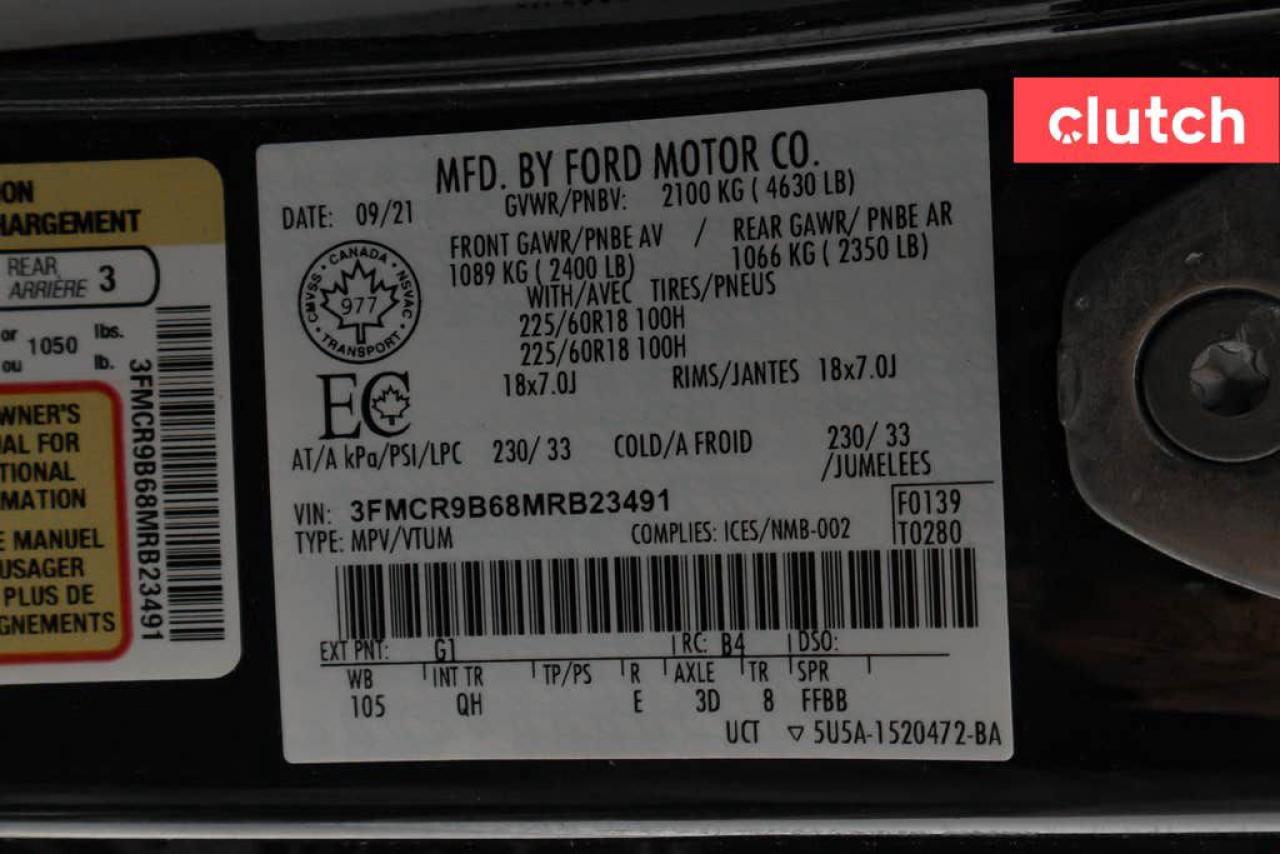 clutch
ON
HARGEMENT
REAR
ARRIÈRE 3
or 1050 lbs.
ou lb.
WNER'S
AL FOR
TIONAL
MATION
E MANUEL
USAGER
PLUS DE
GNEMENTS
3FMCR9B68MRB23491
MFD. BY FORD MOTOR CO.
DATE: 09/21 GVWR/PNBV: 2100 KG ( 4630 LB)
FRONT GAWR/PNBE AV / REAR GAWR/ PNBE AR
1089 KG ( 2400 LB) 1066 KG ( 2350 LB)
WITH/AVEC TIRES/PNEUS
225/60R18 100H
225/60R18 100H
18x7.0J RIMS/JANTES 18x7.0J
CMVSS · CANADA · NSVAC · TRANSPORT ·
977
EC
AT/A kPa/PSI/LPC 230/ 33 COLD/A FROID 230/ 33
/JUMELEES
VIN: 3FMCR9B68MRB23491 F0139
TYPE: MPV/VTUM COMPLIES: ICES/NMB-002 T0280
EXT PNT: G1 RC: B4 DSO:
WB INT TR TP/PS R AXLE TR SPR
105 QH E 3D 8 FFBB
UCT ▽ 5U5A-1520472-BA